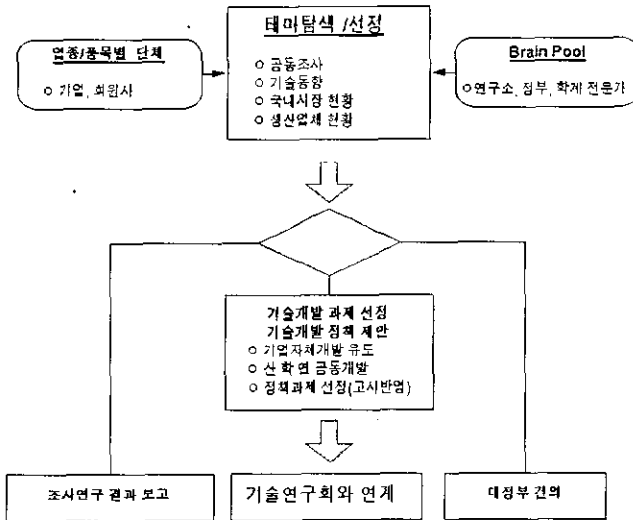 테마탐색 /선정
○ 공동조사
○ 기술동향
○ 국내시장 현황
○ 생산업체 현황
업종/품목별 단체
○ 기업, 회원사
Brain Pool
○연구소, 정부, 학계 전문가
기술개발 과제 선정
기술개발 정책 제안
○ 기업자체개발 유도
○ 산 학 연 공동개발
○ 정책과제 선정(고시반영)
조사연구 결과 보고
기술연구회와 연계
대정부 건의